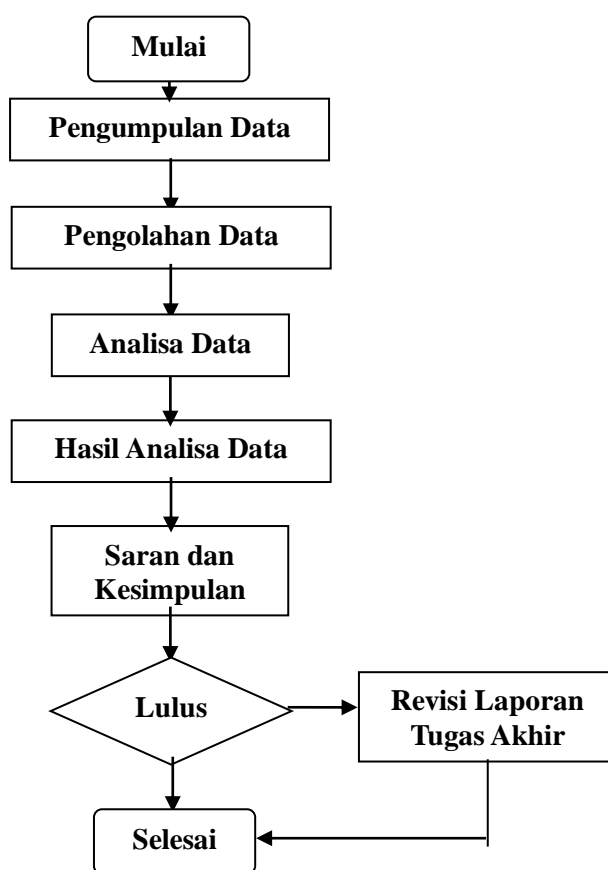 Mulai
Pengumpulan Data
Pengolahan Data
Analisa Data
Hasil Analisa Data
Saran dan
Kesimpulan
Lulus
Revisi Laporan
Tugas Akhir
Selesai